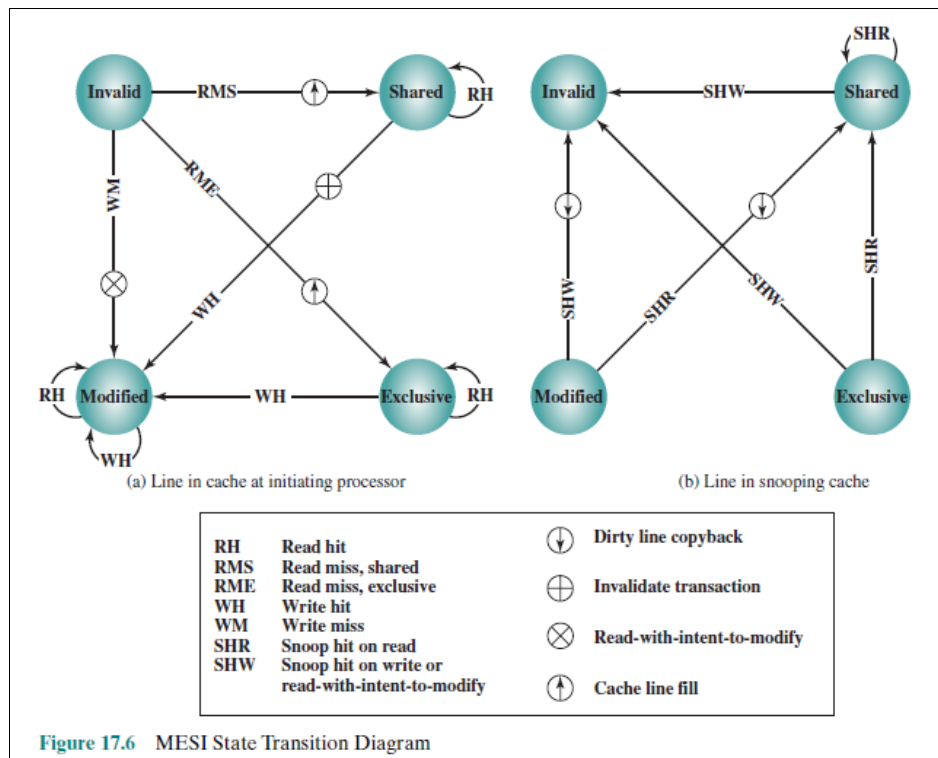 SHR
Invalid
RMS
Shared
RH
Invalid
SHW
Shared
WM
RME
WH
SHW
SHR
SHW
SHR
RH
Modified
WH
Exclusive
RH
Modified
Exclusive
WH
(a) Line in cache at initiating processor
(b) Line in snooping cache
RH Read hit
RMS Read miss, shared
RME Read miss, exclusive
WH Write hit
WM Write miss
SHR Snoop hit on read
SHW Snoop hit on write or
read-with-intent-to-modify
Dirty line copyback
Invalidate transaction
Read-with-intent-to-modify
Cache line fill
Figure 17.6 MESI State Transition Diagram